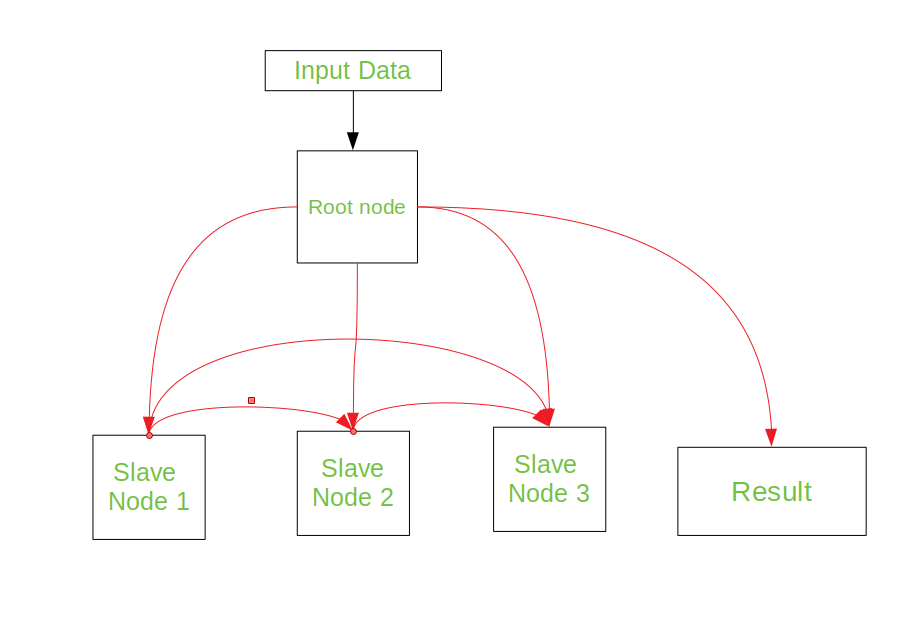 Input Data
Root node
Slave
Node 1
Slave
Node 2
Slave
Node 3
Result